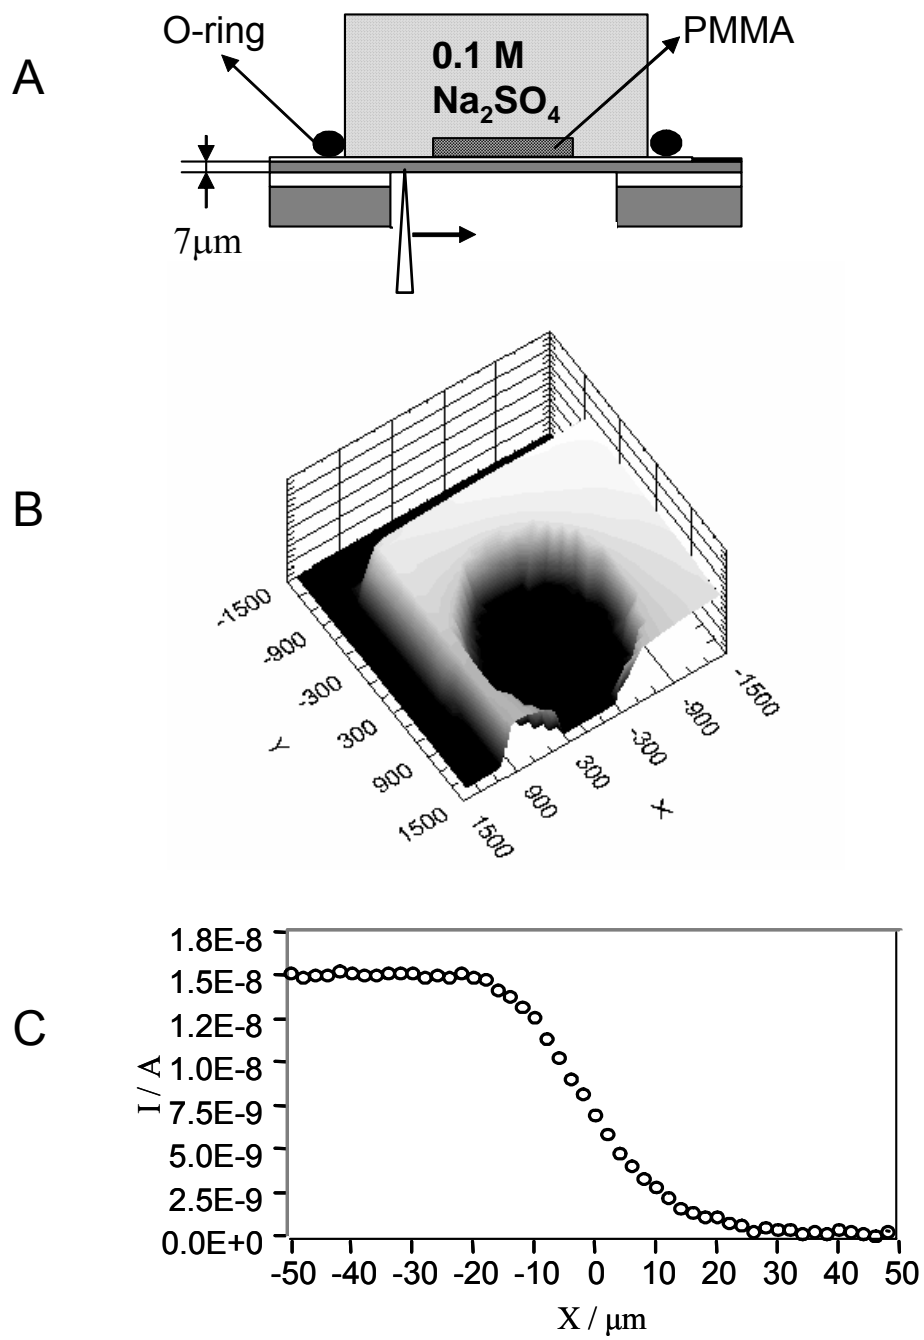 A
O-ring
PMMA
0.1 M
Na₂SO₄
7μm
B
-1500
-900
-300
300
900
1500
Y
1500
900
300
-300
-900
-1500
X
C
1.8E-8
1.5E-8
1.2E-8
1.0E-8
7.5E-9
5.0E-9
2.5E-9
0.0E+0
I / A
-50 -40 -30 -20 -10 0 10 20 30 40 50
X / μm